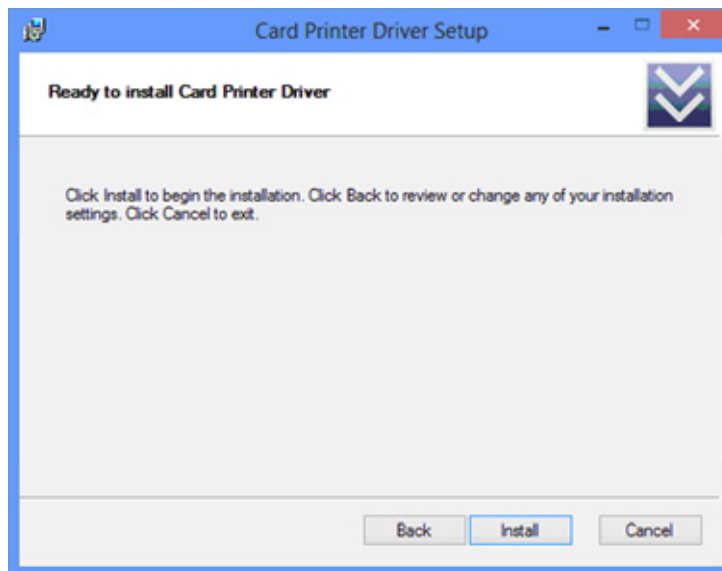 Card Printer Driver Setup
Ready to install Card Printer Driver
Click Install to begin the installation. Click Back to review or change any of your installation
settings. Click Cancel to exit.
Back Install Cancel